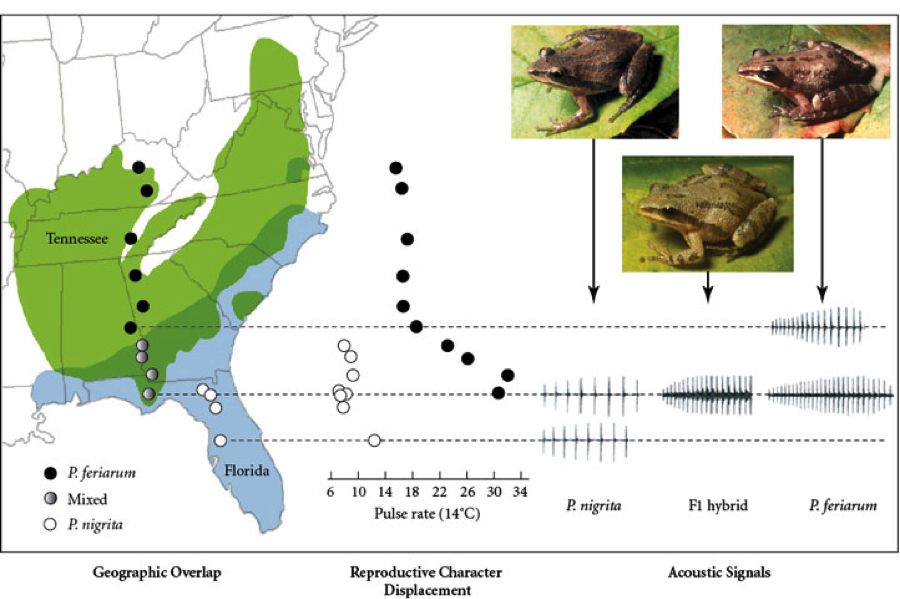 Tennessee
Florida
P. feriarum
Mixed
P. nigrita
6 10 14 18 22 26 30 34
Pulse rate (14°C)
P. nigrita
F1 hybrid
P. feriarum
Geographic Overlap
Reproductive Character
Displacement
Acoustic Signals